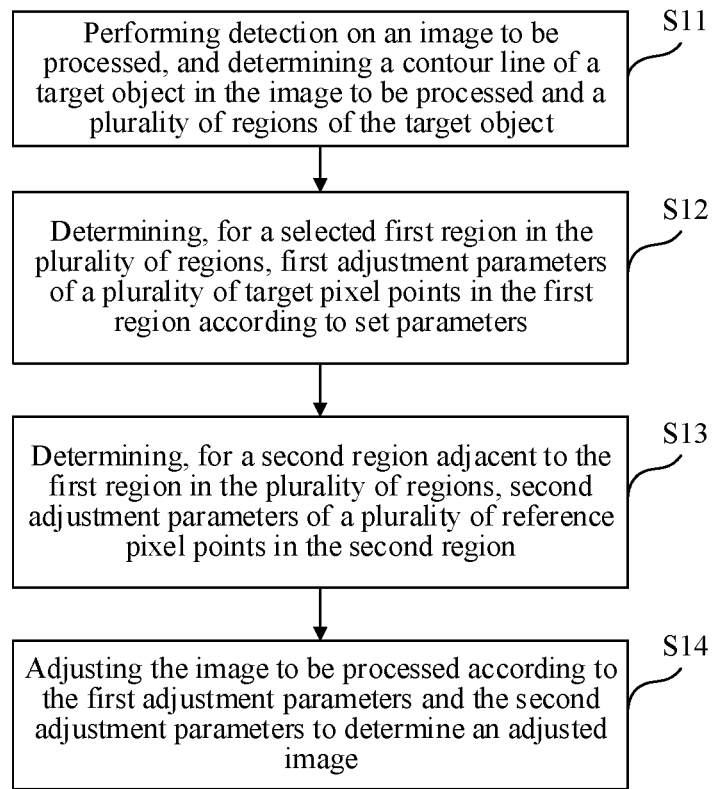 Performing detection on an image to be
processed, and determining a contour line of a
target object in the image to be processed and a
plurality of regions of the target object
S11
Determining, for a selected first region in the
plurality of regions, first adjustment parameters
of a plurality of target pixel points in the first
region according to set parameters
S12
Determining, for a second region adjacent to the
first region in the plurality of regions, second
adjustment parameters of a plurality of reference
pixel points in the second region
S13
Adjusting the image to be processed according to
the first adjustment parameters and the second
adjustment parameters to determine an adjusted
image
S14